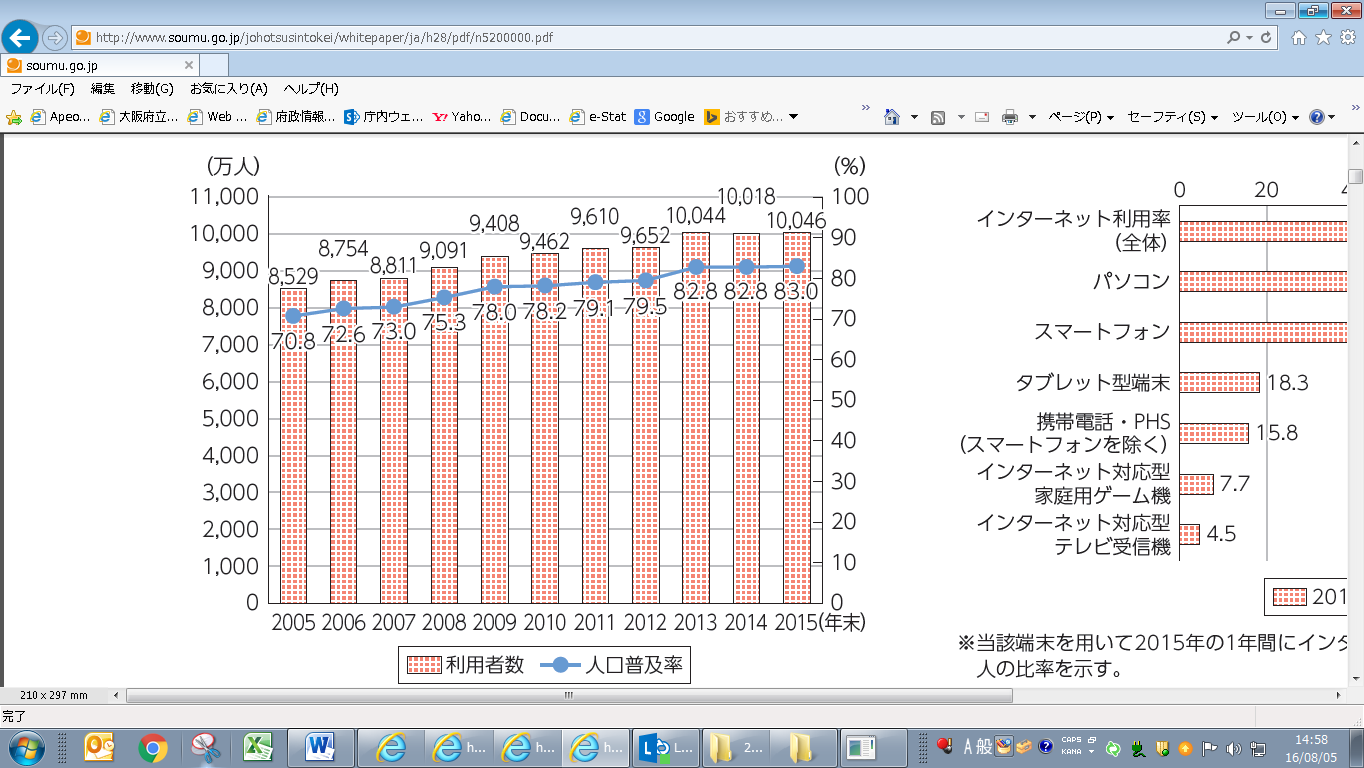 http://www.soumu.go.jp/johotsusintokei/whitepaper/ja/h28/pdf/n5200000.pdf
soumu.go.jp
ファイル(F) 編集 移動(G) お気に入り(A) ヘルプ(H)
Apeo... 大阪府立... Web ... 府政情報... 庁内ウェ... Yaho... Docu... e-Stat Google おすすめ... ページ(P) セーフティ(S) ツール(O)
(万人)
(%)
11,000
10,000
9,000
8,000
7,000
6,000
5,000
4,000
3,000
2,000
1,000
0
8,529 8,754 8,811 9,091 9,408 9,462 9,610 9,652 10,044 10,018 10,046
70.8 72.6 73.0 75.3 78.0 78.2 79.1 79.5 82.8 82.8 83.0
100
90
80
70
60
50
40
30
20
10
0
2005 2006 2007 2008 2009 2010 2011 2012 2013 2014 2015(年末)
利用者数 人口普及率
0 20 4
インターネット利用率
(全体)
パソコン
スマートフォン
タブレット型端末 18.3
携帯電話・PHS
(スマートフォンを除く) 15.8
インターネット対応型
家庭用ゲーム機 7.7
インターネット対応型
テレビ受信機 4.5
201
※当該端末を用いて2015年の1年間にインタ
人の比率を示す。
210 x 297 mm
完了
h... h... h... L... 2...
A 般 CAPS KANA
14:58
16/08/05